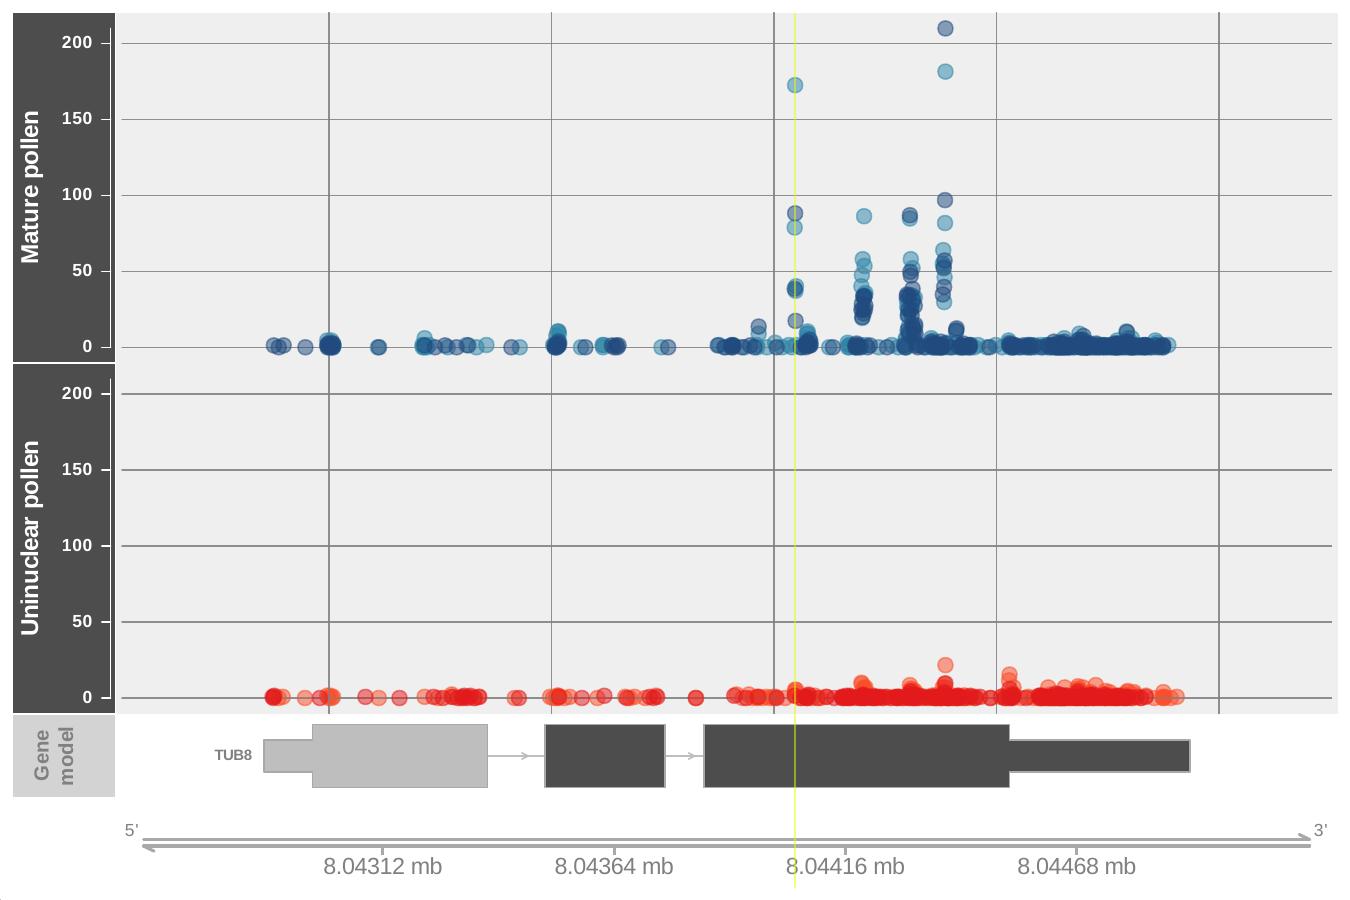 200
150
100
50
0
Mature pollen
200
150
100
50
0
Uninuclear pollen
Gene
model
TUB8
5'
3'
8.04312 mb
8.04364 mb
8.04416 mb
8.04468 mb